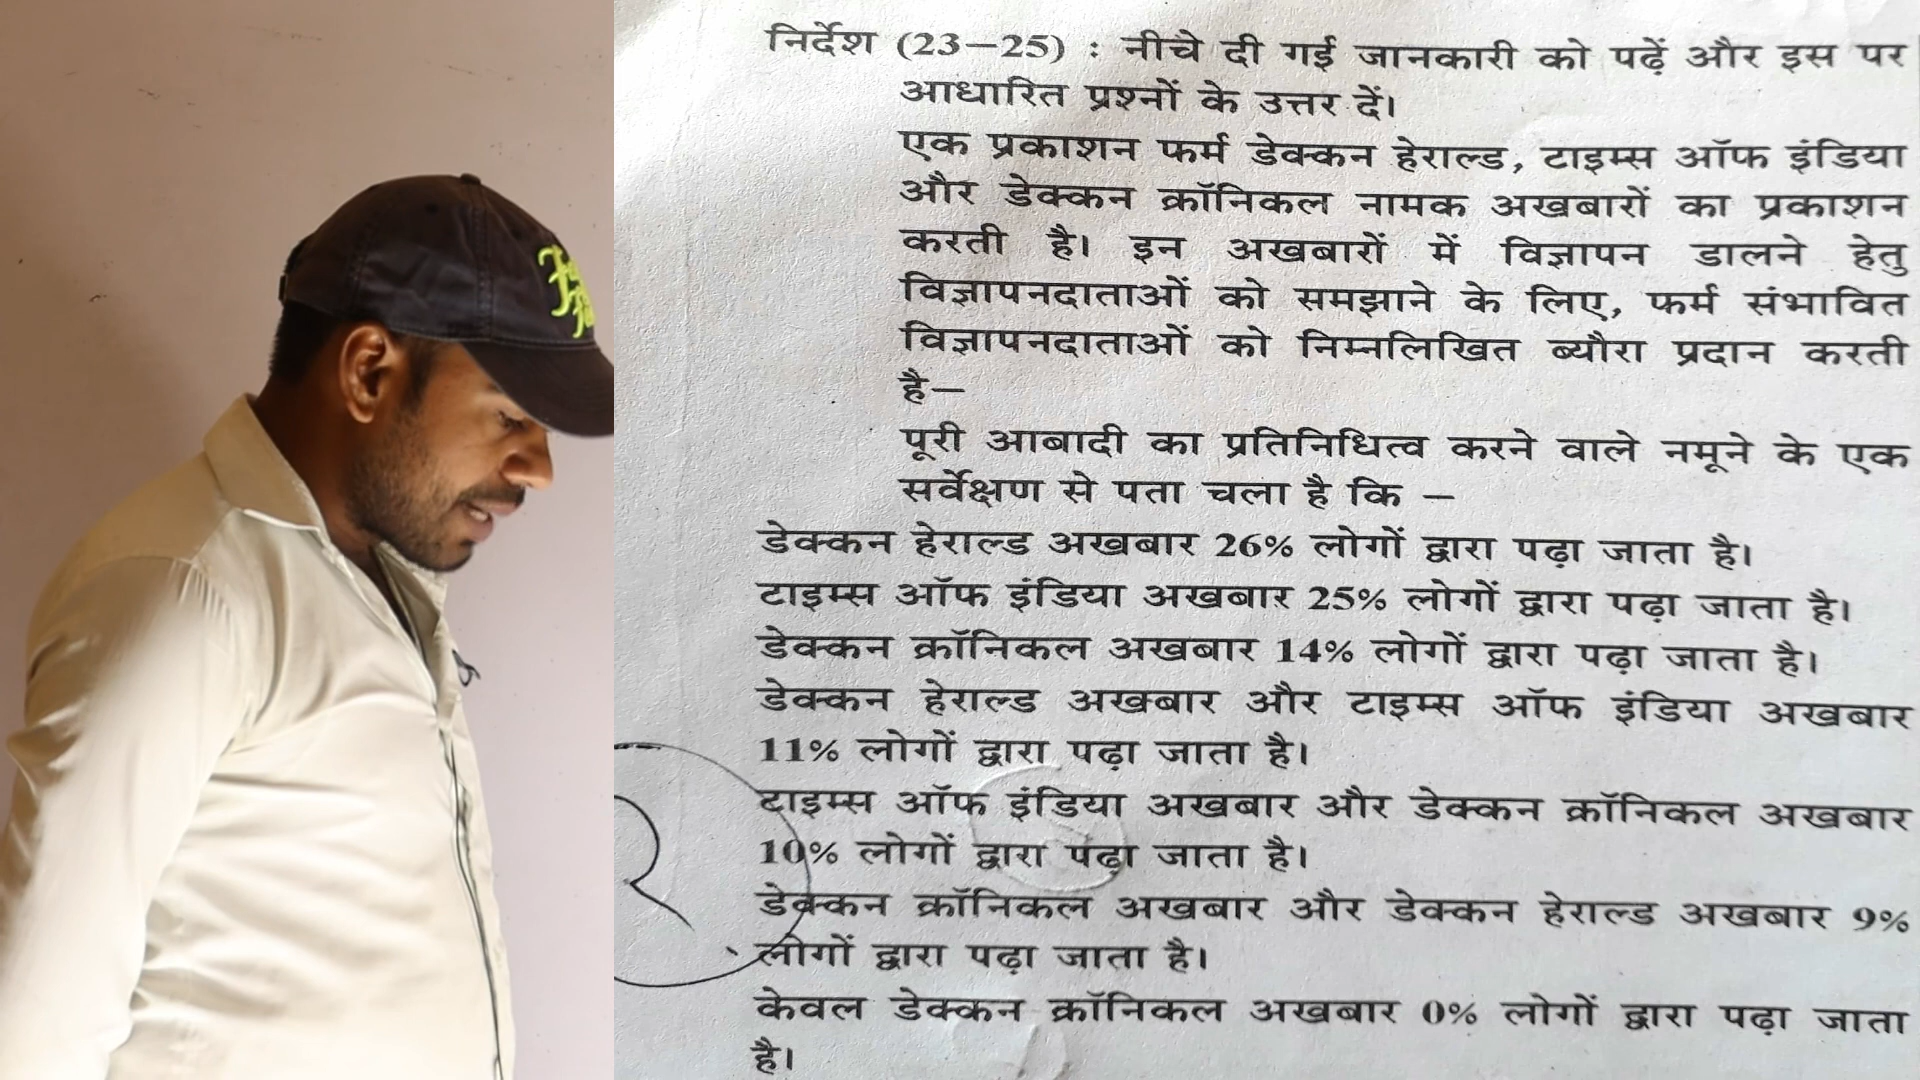 निर्देश (23–25) : नीचे दी गई जानकारी को पढ़ें और इस पर
आधारित प्रश्नों के उत्तर दें।
एक प्रकाशन फर्म डेक्कन हेराल्ड, टाइम्स ऑफ इंडिया
और डेक्कन क्रॉनिकल नामक अखबारों का प्रकाशन
करती है। इन अखबारों में विज्ञापन डालने हेतु
विज्ञापनदाताओं को समझाने के लिए, फर्म संभावित
विज्ञापनदाताओं को निम्नलिखित ब्यौरा प्रदान करती
है–
पूरी आबादी का प्रतिनिधित्व करने वाले नमूने के एक
सर्वेक्षण से पता चला है कि –
डेक्कन हेराल्ड अखबार 26% लोगों द्वारा पढ़ा जाता है।
टाइम्स ऑफ इंडिया अखबार 25% लोगों द्वारा पढ़ा जाता है।
डेक्कन क्रॉनिकल अखबार 14% लोगों द्वारा पढ़ा जाता है।
डेक्कन हेराल्ड अखबार और टाइम्स ऑफ इंडिया अखबार
11% लोगों द्वारा पढ़ा जाता है।
टाइम्स ऑफ इंडिया अखबार और डेक्कन क्रॉनिकल अखबार
10% लोगों द्वारा पढ़ा जाता है।
डेक्कन क्रॉनिकल अखबार और डेक्कन हेराल्ड अखबार 9%
लोगों द्वारा पढ़ा जाता है।
केवल डेक्कन क्रॉनिकल अखबार 0% लोगों द्वारा पढ़ा जाता
है।